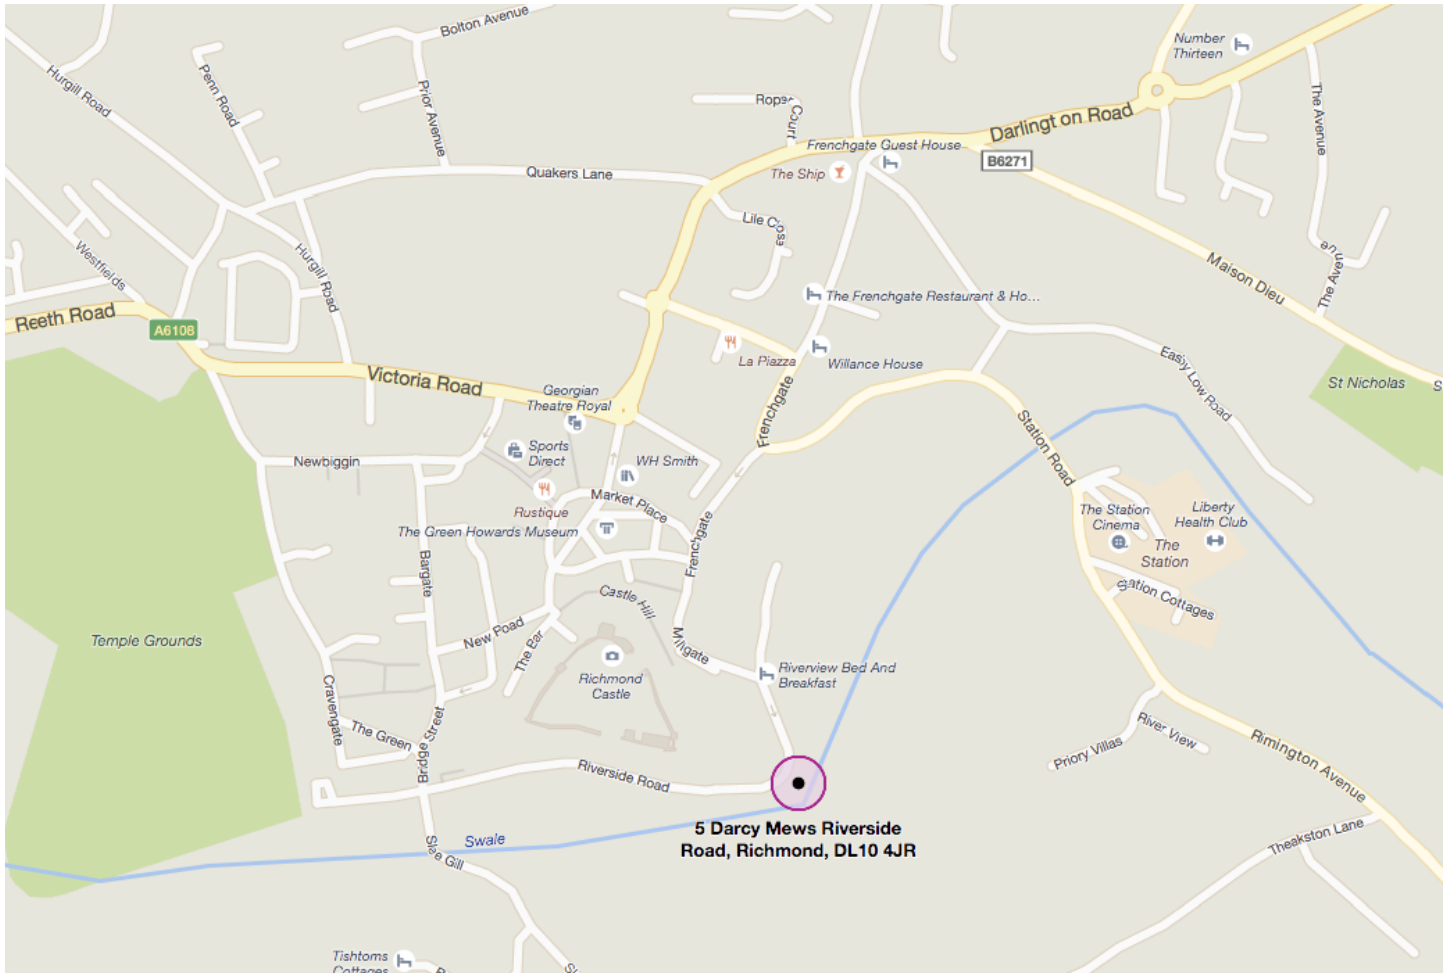 Bolton Avenue
Number
Thirteen
Hurgill Road
Penn Road
Prior Avenue
The Avenue
Court
Darlingt on Road
Frenchgate Guest House
B6271
The Ship
Quakers Lane
Lile
Westfields
Hurgill Road
Maison Dieu
The Avenue
The Frenchgate Restaurant & Ho...
Reeth Road
A6108
La Piazza
Willance House
Easby Low Road
St Nicholas
S
Victoria Road
Georgian
Theatre Royal
Frenchgate
Station Road
Sports
Direct
WH Smith
Newbiggin
Rustique
Market Place
The Green Howards Museum
The Station
Cinema
Liberty
Health Club
The
Station
Frenchgate
Bargate
Castle Hill
Station Cottages
New Road
The Bar
Temple Grounds
Millgate
Riverview Bed And
Breakfast
Richmond
Castle
Cravengate
The Green
Bridge Street
River View
Priory Villas
Rimington Avenue
Riverside Road
5 Darcy Mews Riverside
Road, Richmond, DL10 4JR
Swale
Theakston Lane
Slee Gill
Tishtoms
Cottages